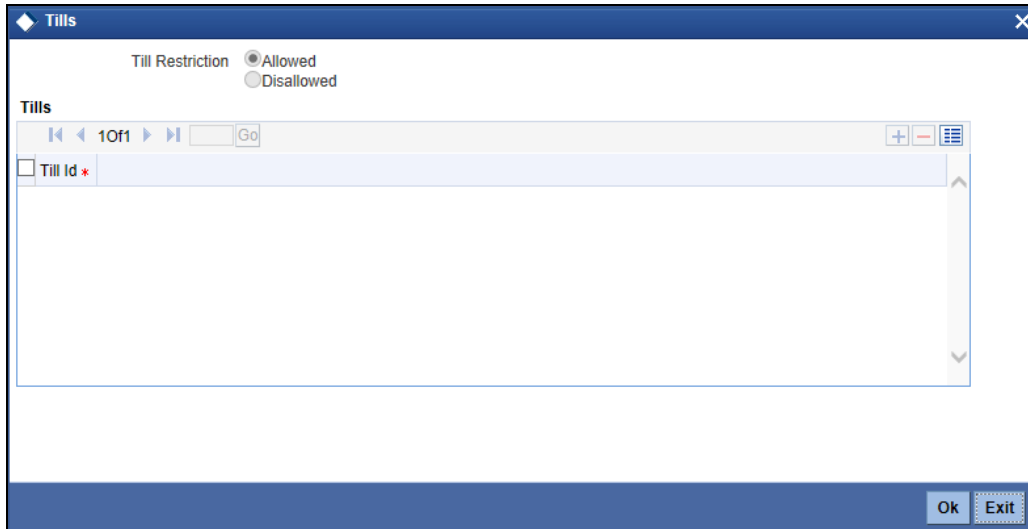 Tills
Till Restriction Allowed
Disallowed
Tills
1Of1 Go
Till Id *
Ok Exit